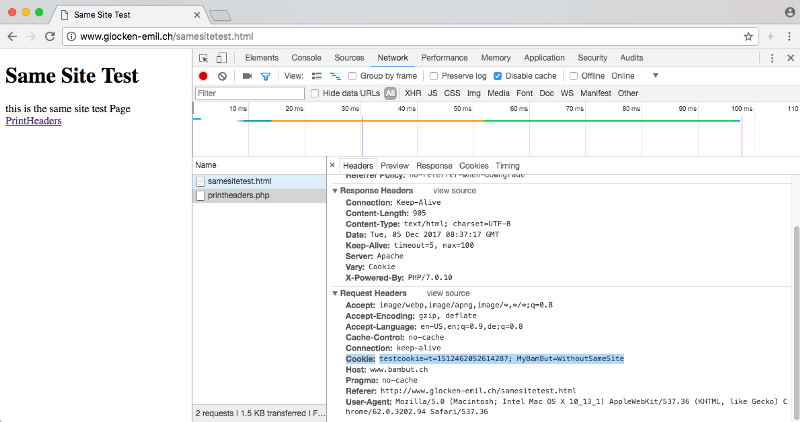 Same Site Test
www.glocken-emil.ch/samesitetest.html
Same Site Test
this is the same site test Page
PrintHeaders
Elements Console Sources Network Performance Memory Application Security Audits
View: Group by frame Preserve log Disable cache Offline Online
Filter Hide data URLs All XHR JS CSS Img Media Font Doc WS Manifest Other
10 ms 20 ms 30 ms 40 ms 50 ms 60 ms 70 ms 80 ms 90 ms 100 ms 110
Name
samesitetest.html
printheaders.php
2 requests | 1.5 KB transferred | F...
Headers Preview Response Cookies Timing
Referrer Policy: no-referrer-when-downgrade
Response Headers view source
Connection: Keep-Alive
Content-Length: 905
Content-Type: text/html; charset=UTF-8
Date: Tue, 05 Dec 2017 08:37:17 GMT
Keep-Alive: timeout=5, max=100
Server: Apache
Vary: Cookie
X-Powered-By: PHP/7.0.10
Request Headers view source
Accept: image/webp,image/apng,image/*,*/*;q=0.8
Accept-Encoding: gzip, deflate
Accept-Language: en-US,en;q=0.9,de;q=0.8
Cache-Control: no-cache
Connection: keep-alive
Cookie: testcookie=t=1512462052614287; MyBamBut=WithoutSameSite
Host: www.bambut.ch
Pragma: no-cache
Referer: http://www.glocken-emil.ch/samesitetest.html
User-Agent: Mozilla/5.0 (Macintosh; Intel Mac OS X 10_13_1) AppleWebKit/537.36 (KHTML, like Gecko) C
hrome/62.0.3202.94 Safari/537.36